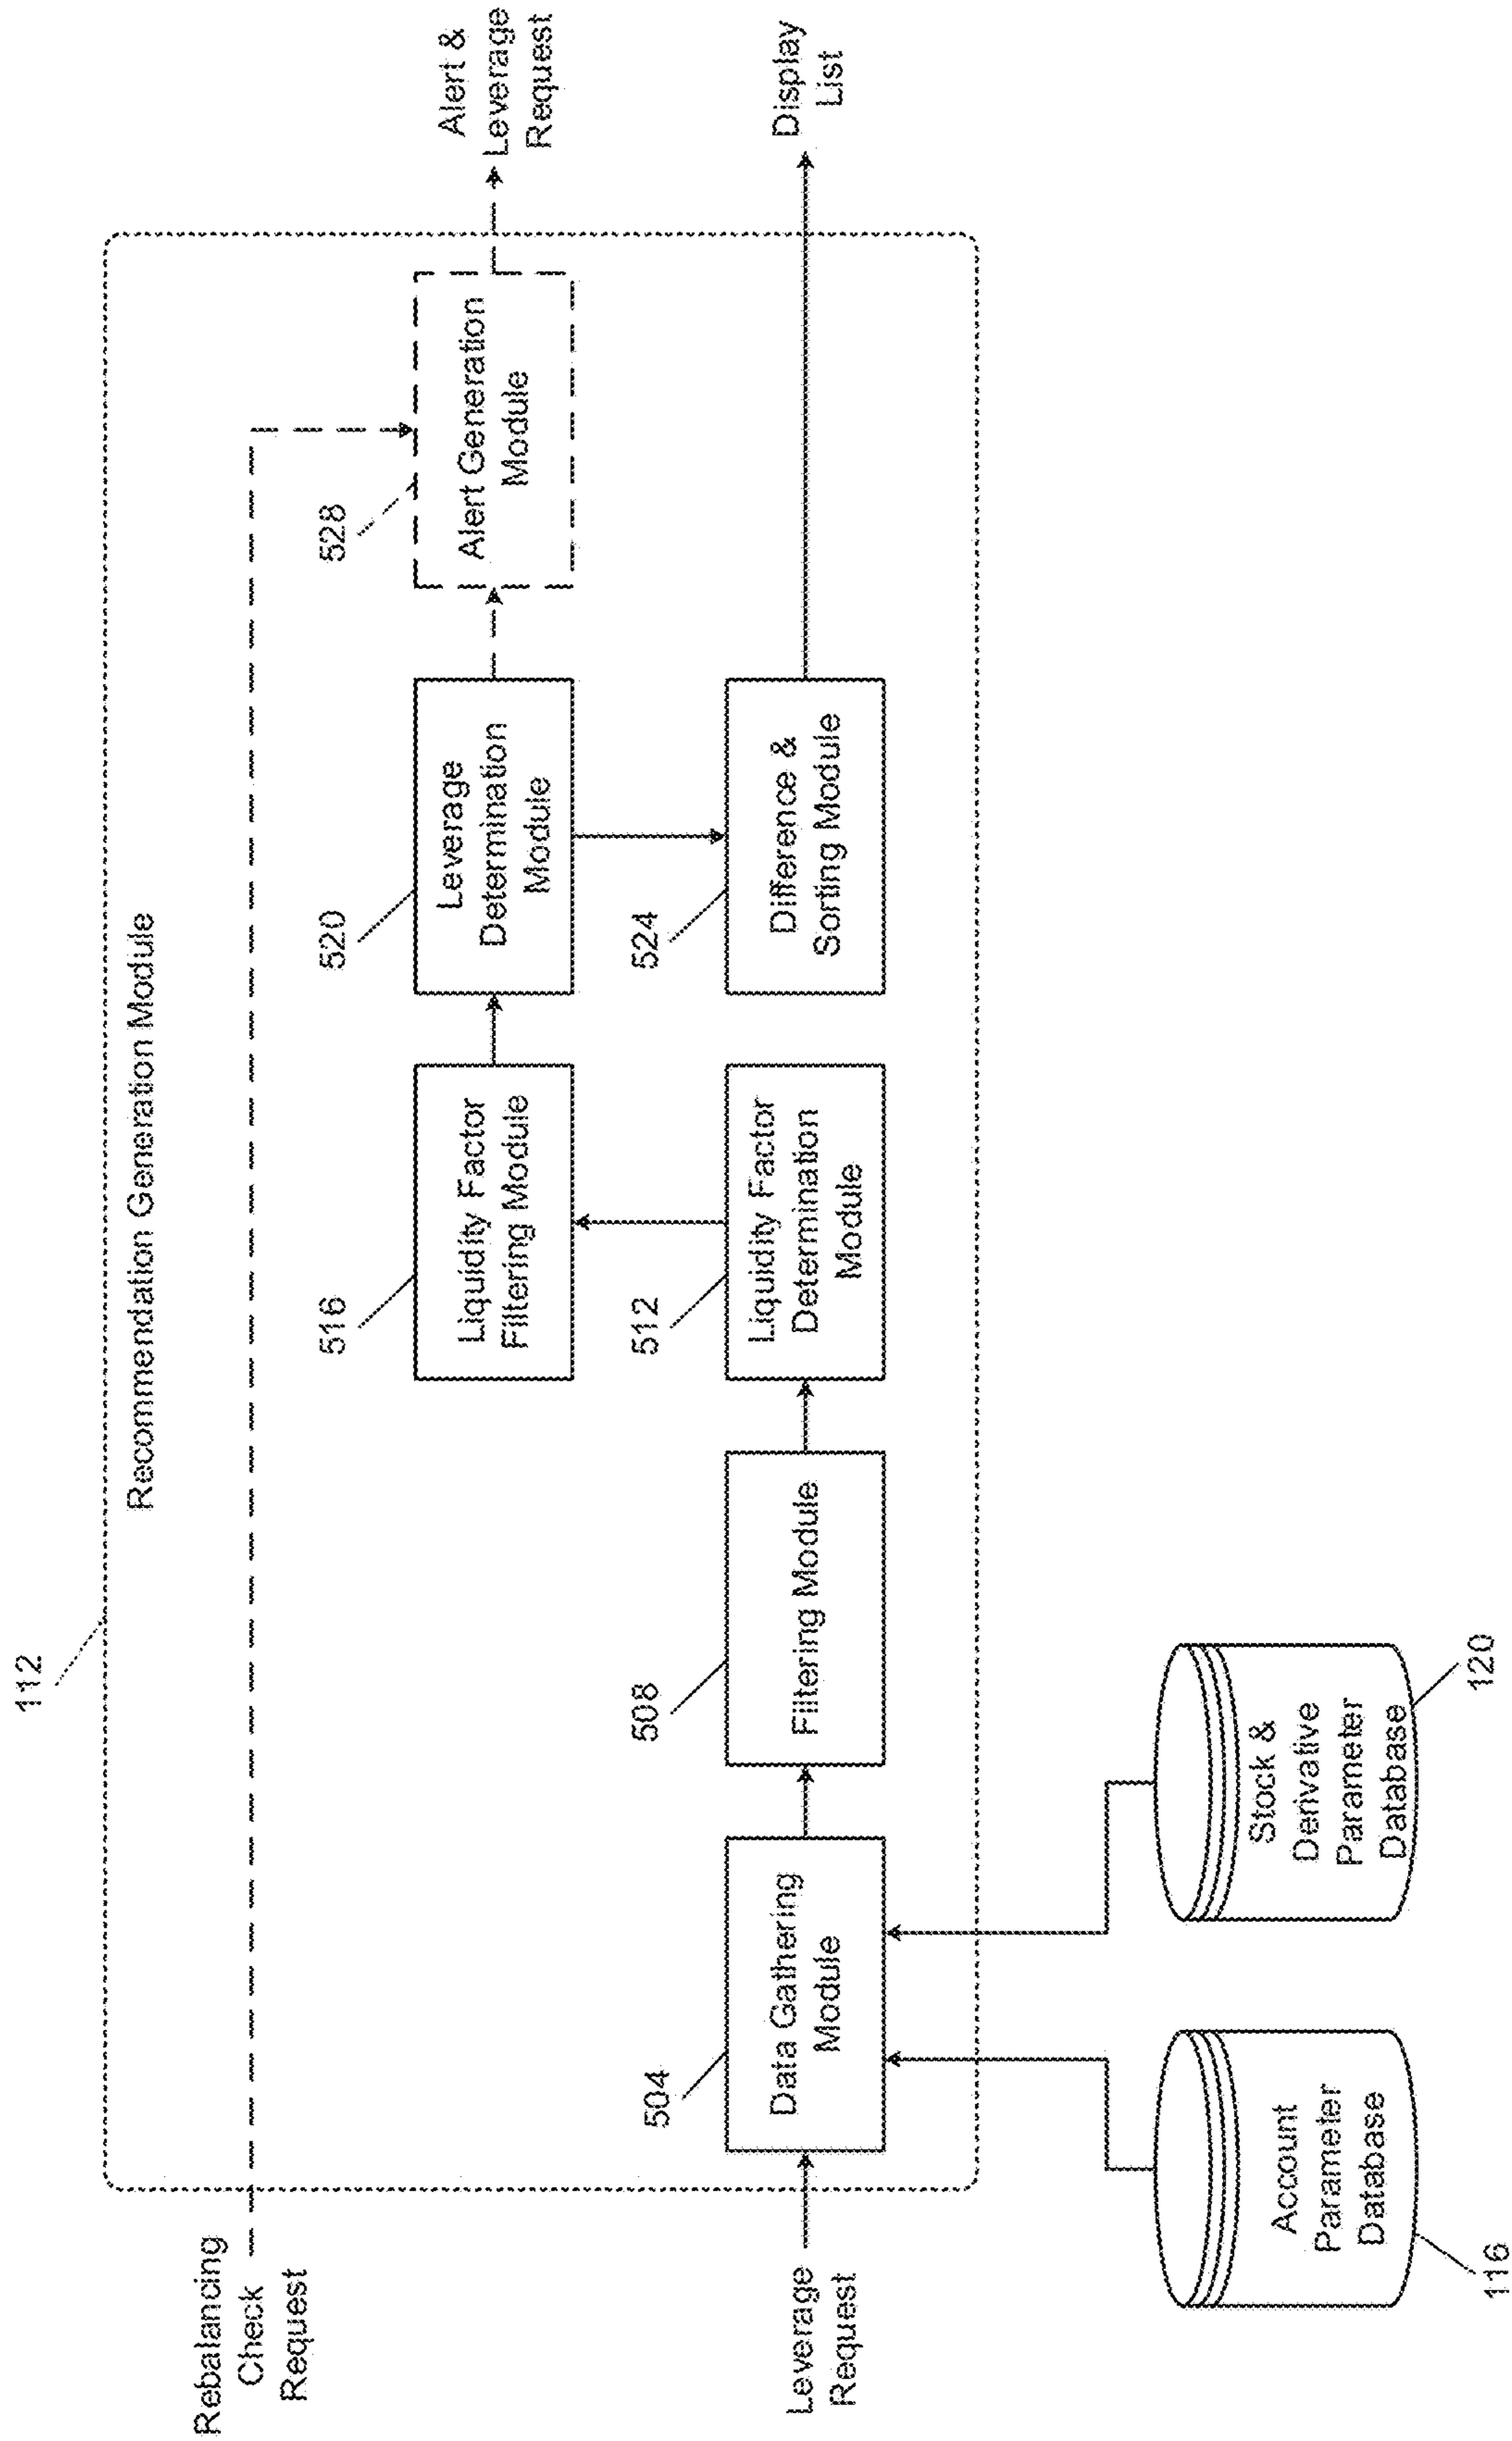 112
Recommendation Generation Module
Rebalancing
Check
Request
528
Alert Generation
Module
Alert &
Leverage
Request
516
Liquidity Factor
Filtering Module
520
Leverage
Determination
Module
Leverage
Request
504
Data Gathering
Module
508
Filtering Module
512
Liquidity Factor
Determination
Module
524
Difference &
Sorting Module
Display
List
Account
Parameter
Database
116
Stock &
Derivative
Parameter
Database
120